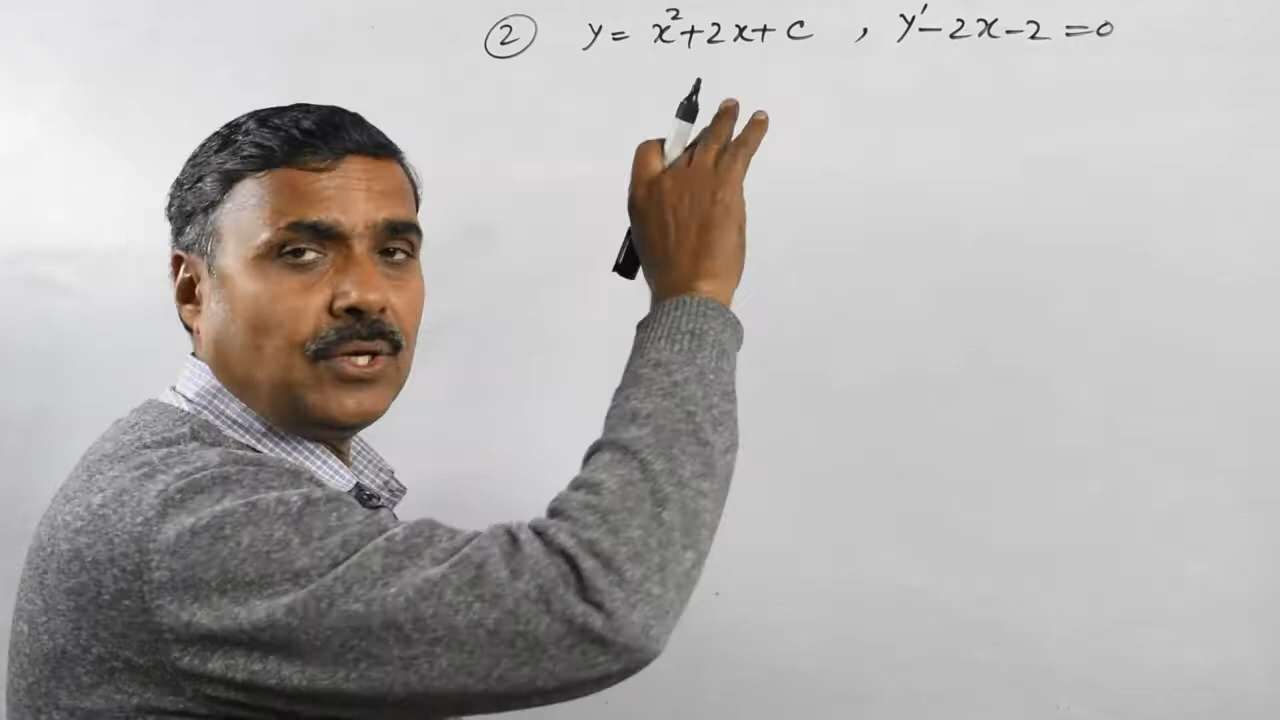 ② y = x²+2x+c , y′-2x-2=0